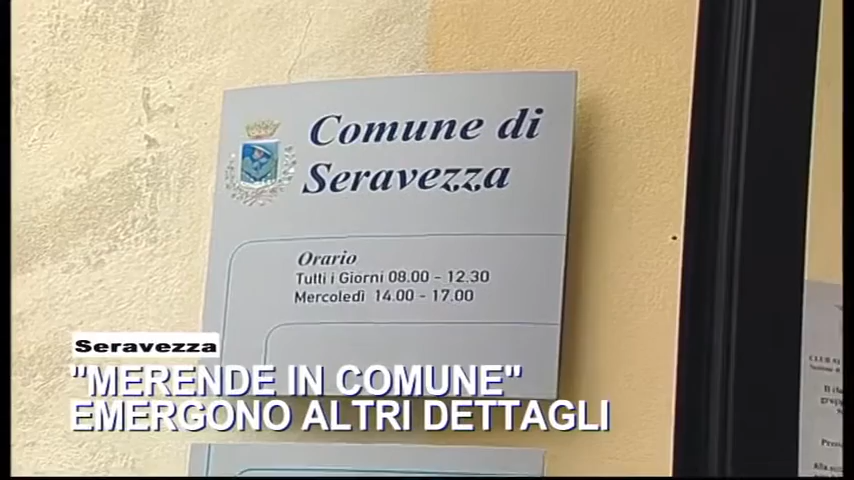 Comune di
Seravezza
Orario
Tutti i Giorni 08.00 - 12.30
Mercoledì 14.00 - 17.00
Seravezza
"MERENDE IN COMUNE"
EMERGONO ALTRI DETTAGLI